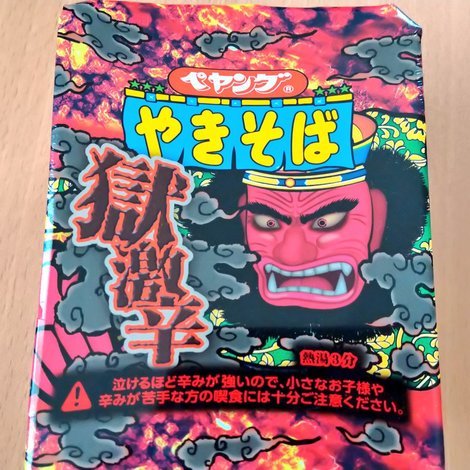 ペヤング®
やきそば
獄激辛
熱湯3分
泣けるほど辛みが強いので、小さなお子様や
辛みが苦手な方の喫食には十分ご注意ください。